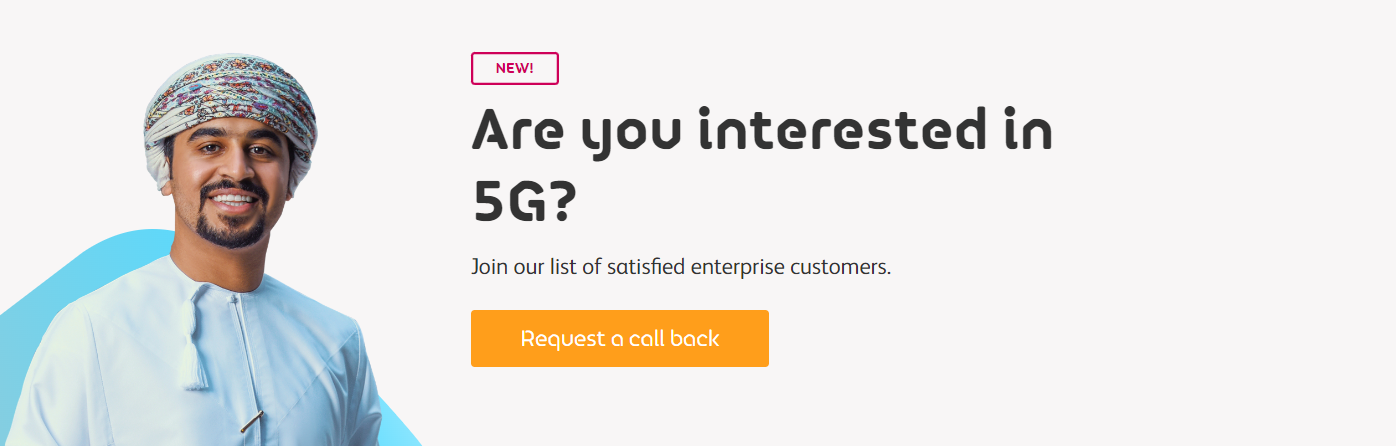 NEW!
Are you interested in
5G?
Join our list of satisfied enterprise customers.
Request a call back